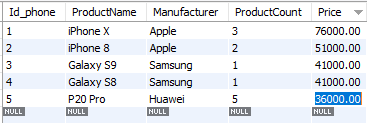 Id_phone ProductName Manufacturer ProductCount Price
1 iPhone X Apple 3 76000.00
2 iPhone 8 Apple 2 51000.00
3 Galaxy S9 Samsung 1 41000.00
4 Galaxy S8 Samsung 1 41000.00
5 P20 Pro Huawei 5 36000.00
NULL NULL NULL NULL NULL